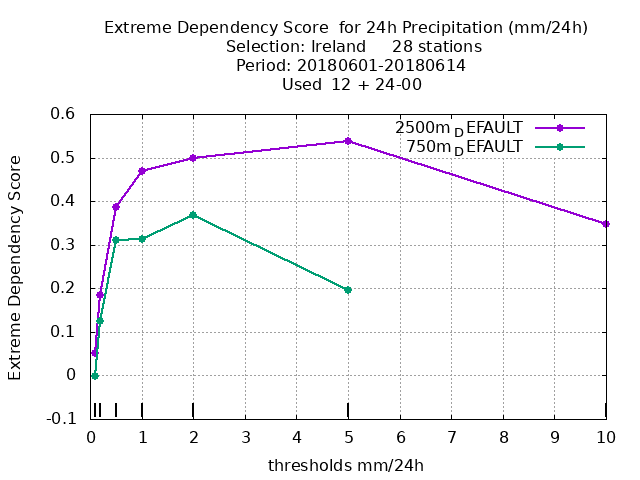 Extreme Dependency Score  for 24h Precipitation (mm/24h)
Selection: Ireland     28 stations
Period: 20180601-20180614
Used  12 + 24-00
0.6
0.5
0.4
0.3
0.2
0.1
0
-0.1
Extreme Dependency Score
2500m_DEFAULT
750m_DEFAULT
0 1 2 3 4 5 6 7 8 9 10
thresholds mm/24h